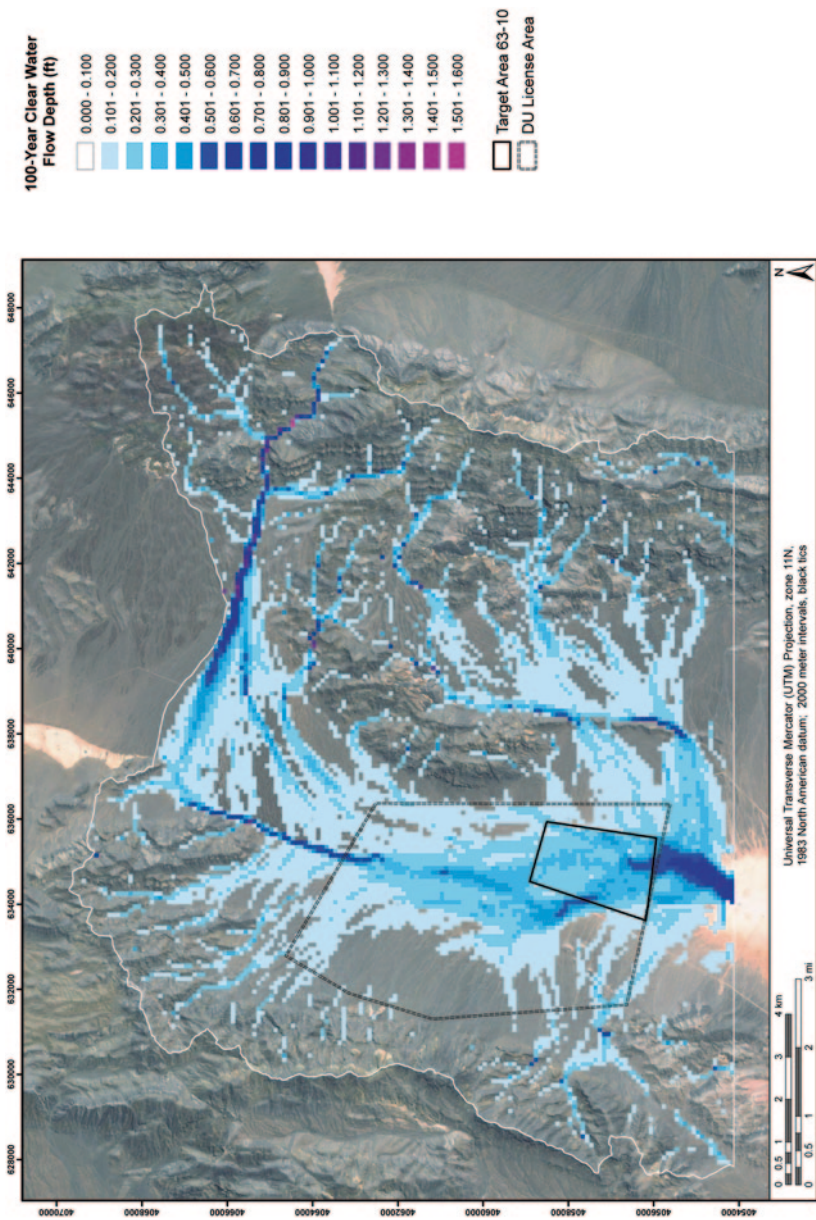 100-Year Clear Water
Flow Depth (ft)
0.000 - 0.100
0.101 - 0.200
0.201 - 0.300
0.301 - 0.400
0.401 - 0.500
0.501 - 0.600
0.601 - 0.700
0.701 - 0.800
0.801 - 0.900
0.901 - 1.000
1.001 - 1.100
1.101 - 1.200
1.201 - 1.300
1.301 - 1.400
1.401 - 1.500
1.501 - 1.600
Target Area 63-10
DU License Area
628000 630000 632000 634000 636000 638000 640000 642000 644000 646000 648000
4070000
4068000
4066000
4064000
4062000
4060000
4058000
4056000
4054000
0 0.5 1 2 3 4 km
0 0.5 1 2 3 mi
Universal Transverse Mercator (UTM) Projection, zone 11N,
1983 North American datum; 2000 meter intervals, black tics
N